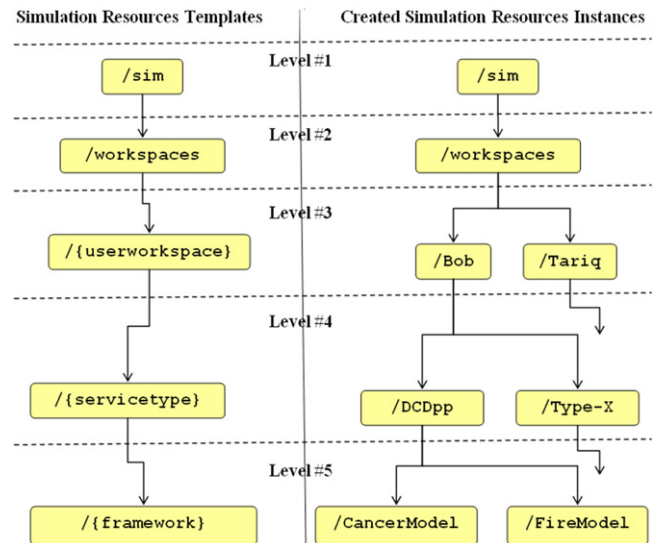 Simulation Resources Templates
Created Simulation Resources Instances
Level #1
/sim
/sim
Level #2
/workspaces
/workspaces
Level #3
/{userworkspace}
/Bob
/Tariq
Level #4
/{servicetype}
/DCDpp
/Type-X
Level #5
/{framework}
/CancerModel
/FireModel